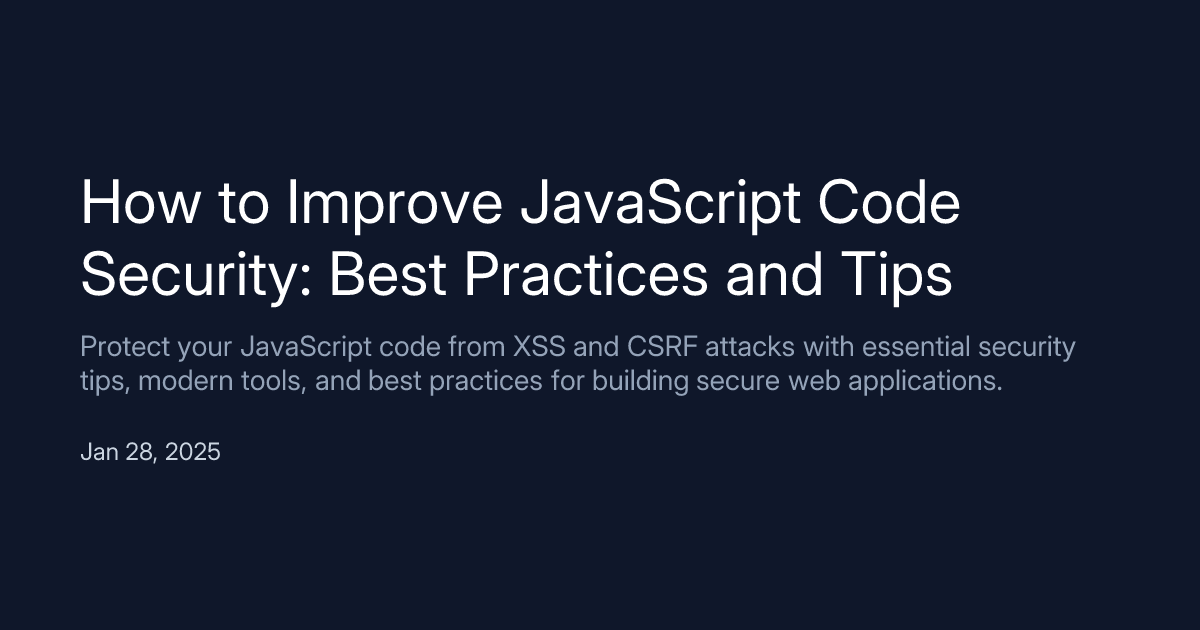 How to Improve JavaScript Code
Security: Best Practices and Tips
Protect your JavaScript code from XSS and CSRF attacks with essential security
tips, modern tools, and best practices for building secure web applications.
Jan 28, 2025